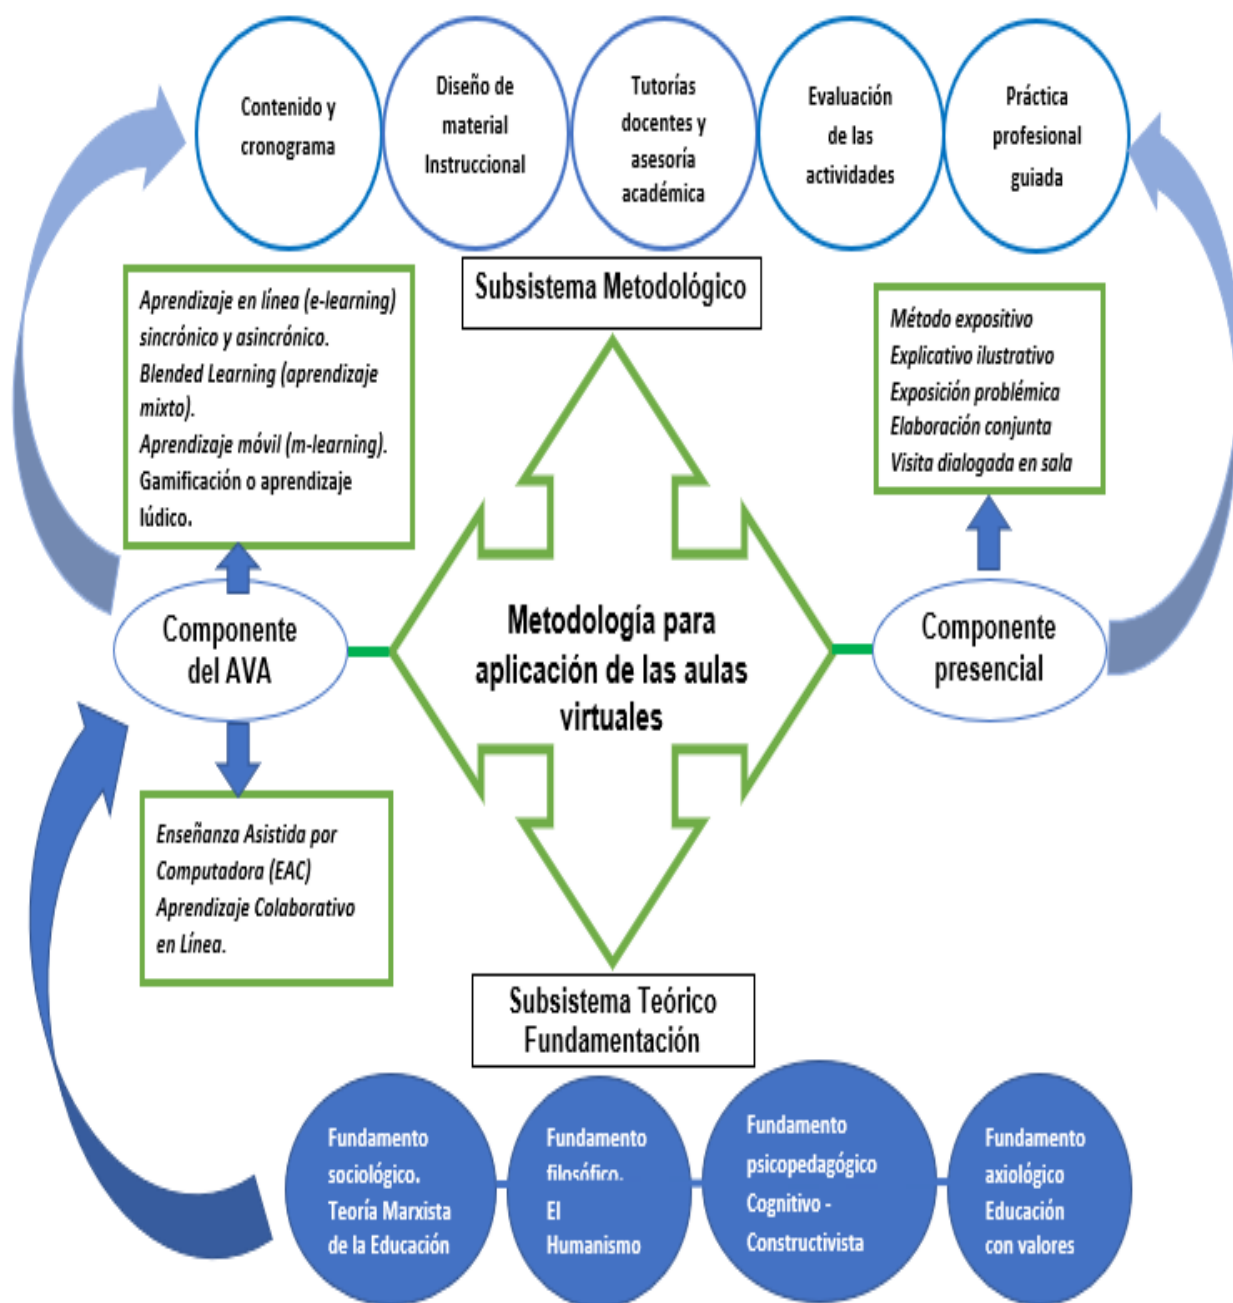 Contenido y
cronograma
Diseño de
material
Instruccional
Tutorías
docentes y
asesoría
académica
Evaluación
de las
actividades
Práctica
profesional
guiada
Subsistema Metodológico
Aprendizaje en línea (e-learning)
sincrónico y asincrónico.
Blended Learning (aprendizaje
mixto).
Aprendizaje móvil (m-learning).
Gamificación o aprendizaje
lúdico.
Método expositivo
Explicativo ilustrativo
Exposición problémica
Elaboración conjunta
Visita dialogada en sala
Componente
del AVA
Metodología para
aplicación de las aulas
virtuales
Componente
presencial
Enseñanza Asistida por
Computadora (EAC)
Aprendizaje Colaborativo
en Línea.
Subsistema Teórico
Fundamentación
Fundamento
sociológico.
Teoría Marxista
de la Educación
Fundamento
filosófico.
El
Humanismo
Fundamento
psicopedagógico
Cognitivo -
Constructivista
Fundamento
axiológico
Educación
con valores